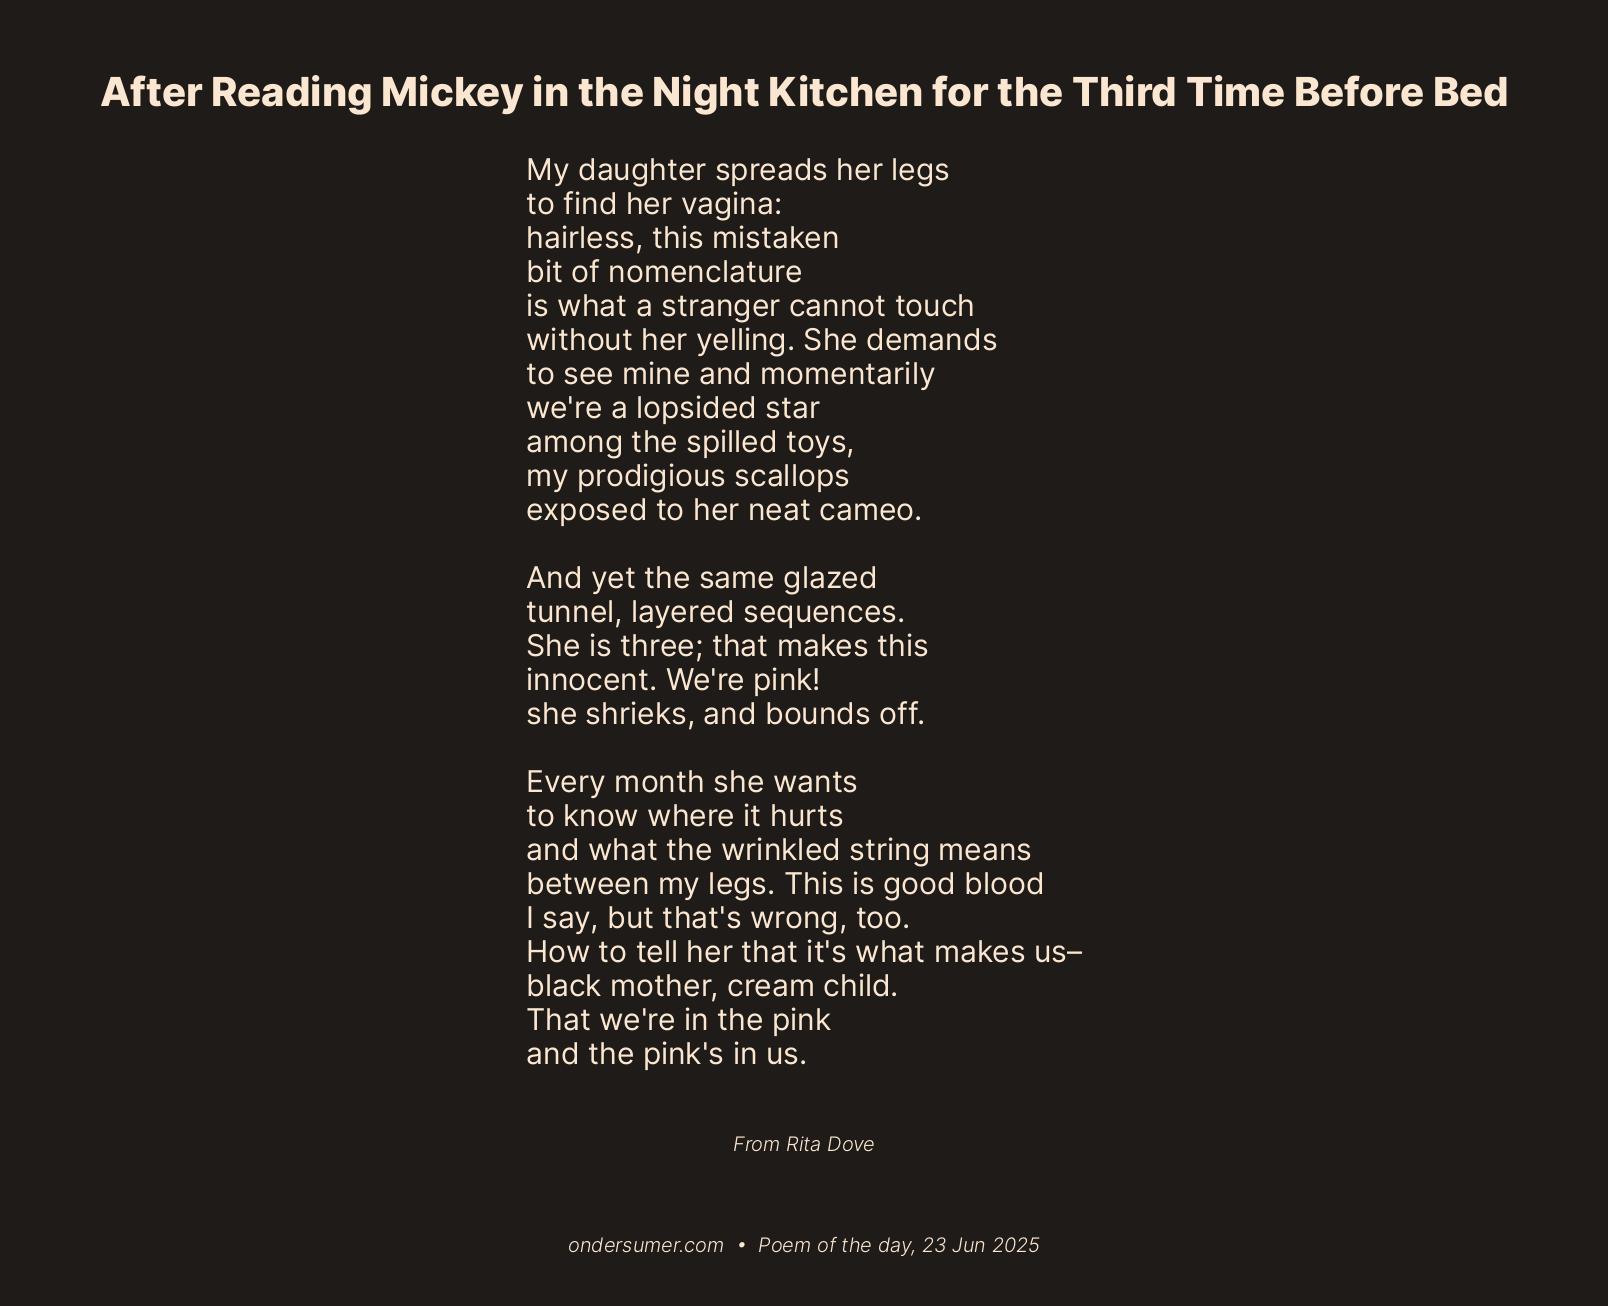 After Reading Mickey in the Night Kitchen for the Third Time Before Bed
My daughter spreads her legs
to find her vagina:
hairless, this mistaken
bit of nomenclature
is what a stranger cannot touch
without her yelling. She demands
to see mine and momentarily
we're a lopsided star
among the spilled toys,
my prodigious scallops
exposed to her neat cameo.
And yet the same glazed
tunnel, layered sequences.
She is three; that makes this
innocent. We're pink!
she shrieks, and bounds off.
Every month she wants
to know where it hurts
and what the wrinkled string means
between my legs. This is good blood
I say, but that's wrong, too.
How to tell her that it's what makes us–
black mother, cream child.
That we're in the pink
and the pink's in us.
From Rita Dove
ondersumer.com • Poem of the day, 23 Jun 2025